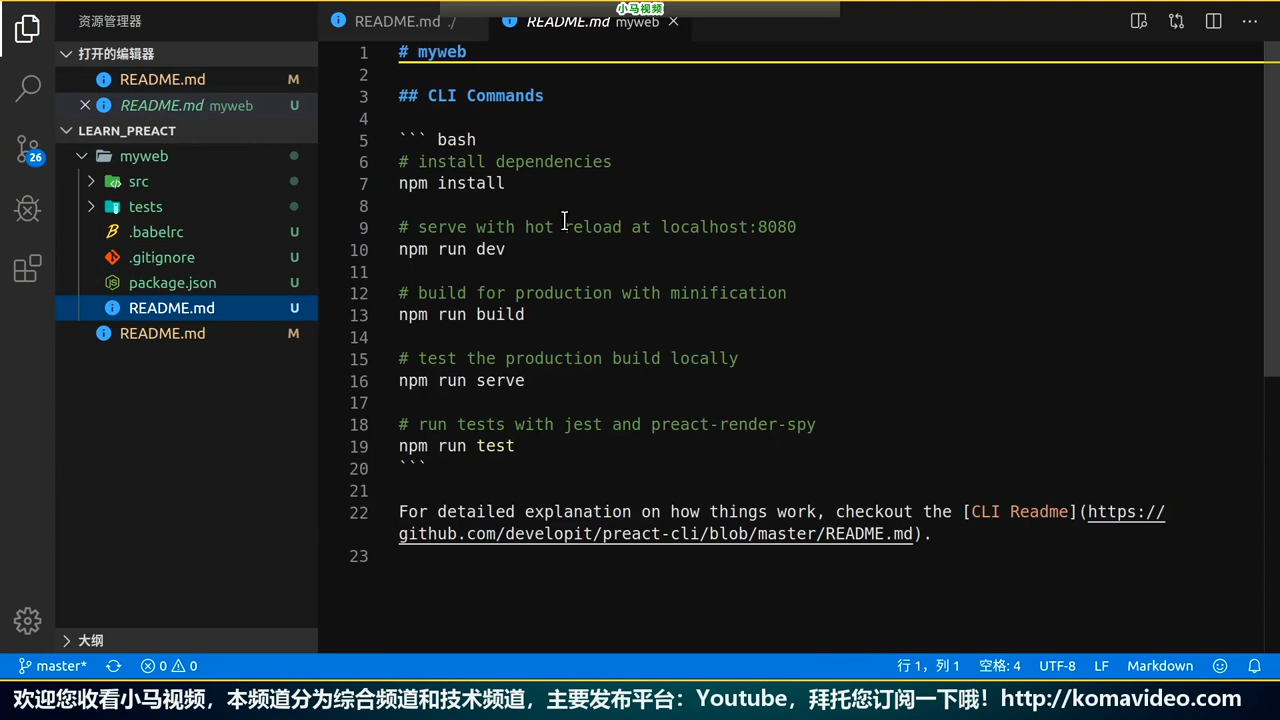 小马视频
资源管理器
README.md ./
README.md myweb
打开的编辑器
README.md M
README.md myweb U
LEARN_PREACT
myweb
src
tests
.babelrc U
.gitignore U
package.json U
README.md U
README.md M
26
大纲
1 # myweb
2
3 ## CLI Commands
4
5 ``` bash
6 # install dependencies
7 npm install
8
9 # serve with hot reload at localhost:8080
10 npm run dev
11
12 # build for production with minification
13 npm run build
14
15 # test the production build locally
16 npm run serve
17
18 # run tests with jest and preact-render-spy
19 npm run test
20 ```
21
22 For detailed explanation on how things work, checkout the [CLI Readme](https://
github.com/developit/preact-cli/blob/master/README.md).
23
master* 0 0 行 1，列 1 空格: 4 UTF-8 LF Markdown
欢迎您收看小马视频，本频道分为综合频道和技术频道，主要发布平台：Youtube，拜托您订阅一下哦！http://komavideo.com